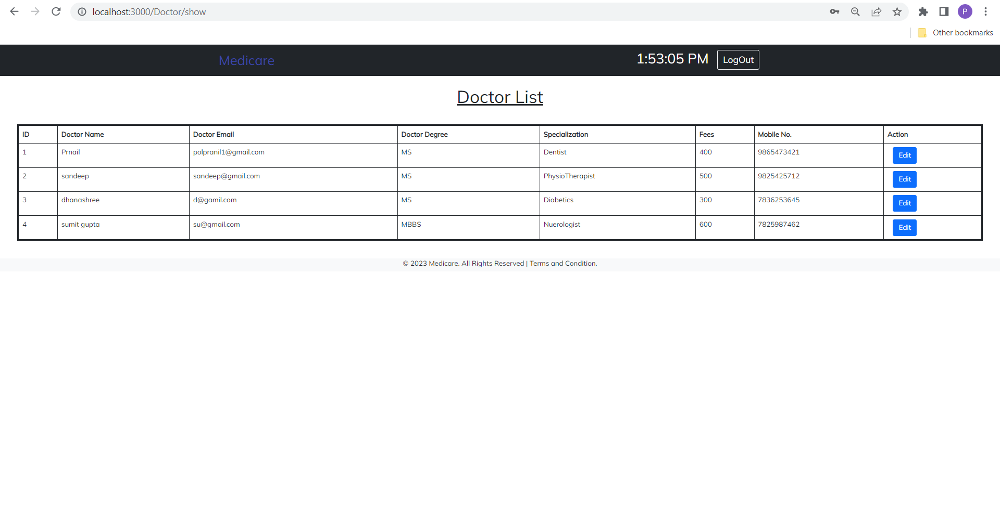 localhost:3000/Doctor/show
P
Other bookmarks
Medicare 1:53:05 PM LogOut
Doctor List
ID Doctor Name Doctor Email Doctor Degree Specialization Fees Mobile No. Action
1 Prnail polpranil1@gmail.com MS Dentist 400 9865473421 Edit
2 sandeep sandeep@gmail.com MS PhysioTherapist 500 9825425712 Edit
3 dhanashree d@gamil.com MS Diabetics 300 7836253645 Edit
4 sumit gupta su@gmail.com MBBS Nuerologist 600 7825987462 Edit
© 2023 Medicare. All Rights Reserved | Terms and Condition.